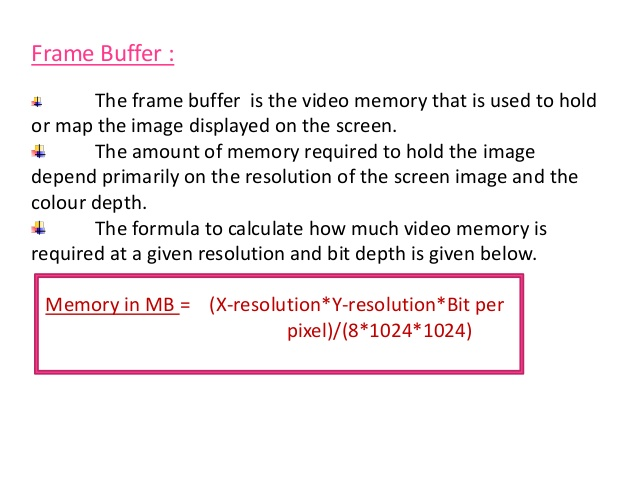 Frame Buffer :
The frame buffer  is the video memory that is used to hold
or map the image displayed on the screen.
The amount of memory required to hold the image
depend primarily on the resolution of the screen image and the
colour depth.
The formula to calculate how much video memory is
required at a given resolution and bit depth is given below.
Memory in MB = (X-resolution*Y-resolution*Bit per
pixel)/(8*1024*1024)